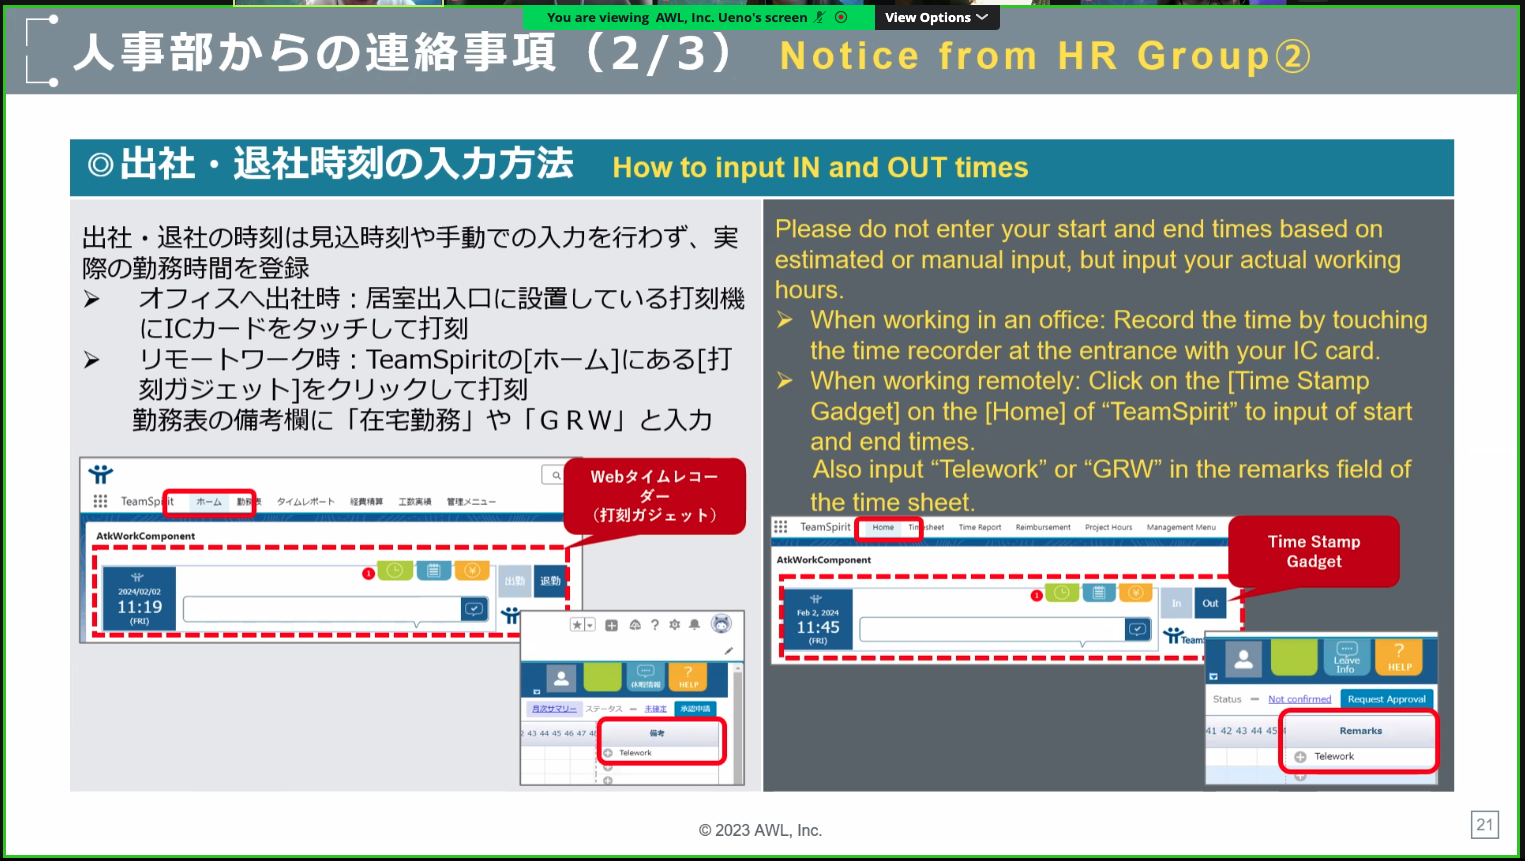 You are viewing AWL, Inc. Ueno's screen
View Options
人事部からの連絡事項（2/3） Notice from HR Group②
◎出社・退社時刻の入力方法 How to input IN and OUT times
出社・退社の時刻は見込時刻や手動での入力を行わず、実
際の勤務時間を登録
➢ オフィスへ出社時：居室出入口に設置している打刻機
にICカードをタッチして打刻
➢ リモートワーク時：TeamSpiritの[ホーム]にある[打
刻ガジェット]をクリックして打刻
勤務表の備考欄に「在宅勤務」や「ＧＲＷ」と入力
TeamSpirit ホーム 勤務表 タイムレポート 経費精算 工数実績 管理メニュー
Webタイムレコー
ダー
（打刻ガジェット）
AtkWorkComponent
1
出勤 退勤
2024/02/02
11:19
(FRI)
休暇情報 HELP
月次サマリー ステータス ー 未確定 承認申請
43 44 45 46 47 備考
Telework
Please do not enter your start and end times based on
estimated or manual input, but input your actual working
hours.
➢ When working in an office: Record the time by touching
the time recorder at the entrance with your IC card.
➢ When working remotely: Click on the [Time Stamp
Gadget] on the [Home] of “TeamSpirit” to input of start
and end times.
Also input “Telework” or “GRW” in the remarks field of
the time sheet.
TeamSpirit Home Timesheet Time Report Reimbursement Project Hours Management Menu
Time Stamp
Gadget
AtkWorkComponent
1
In Out
Feb 2, 2024
11:45
(FRI)
Team
Leave
Info
HELP
Status ー Not confirmed Request Approval
41 42 43 44 45 Remarks
Telework
© 2023 AWL, Inc.
21